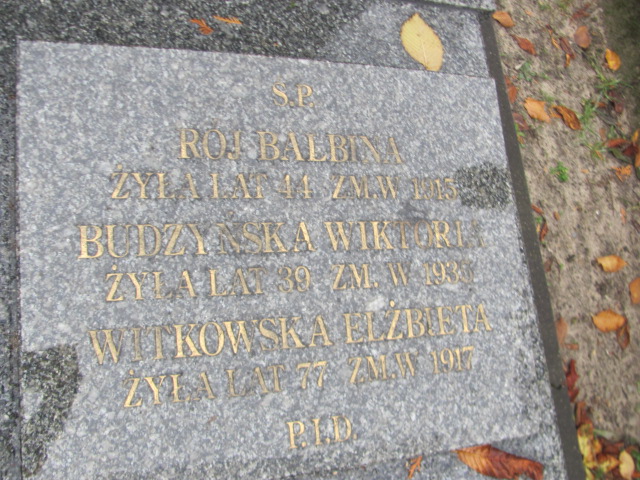 Ś.P.
RÓJ BALBINA
ŻYŁA LAT 44 ZM.W 1915
BUDZYŃSKA WIKTORIA
ŻYŁA LAT 39 ZM. W
WITKOWSKA ELŻBIETA
ŻYŁA LAT 77 ZM.W 1917
P.I.D.